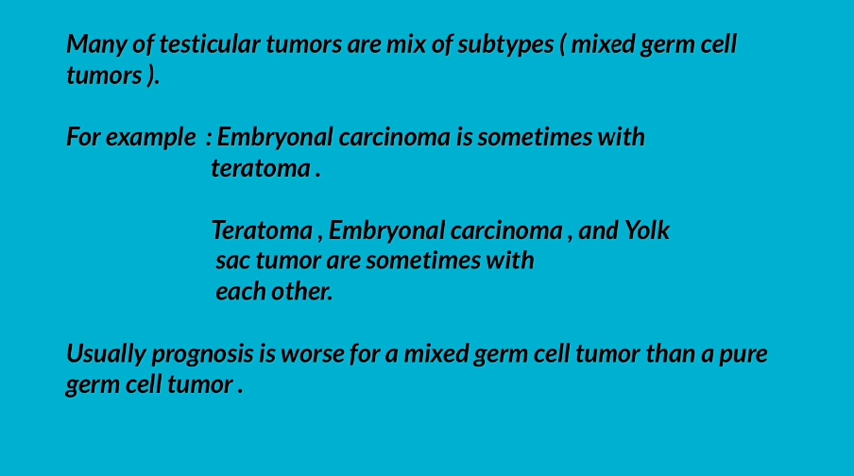 Many of testicular tumors are mix of subtypes ( mixed germ cell
tumors ).
For example : Embryonal carcinoma is sometimes with
teratoma .
Teratoma , Embryonal carcinoma , and Yolk
sac tumor are sometimes with
each other.
Usually prognosis is worse for a mixed germ cell tumor than a pure
germ cell tumor .